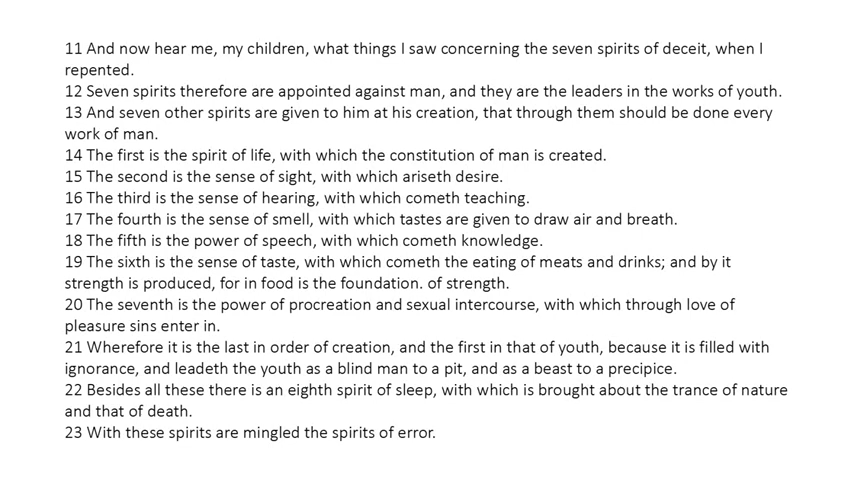 11 And now hear me, my children, what things I saw concerning the seven spirits of deceit, when I
repented.
12 Seven spirits therefore are appointed against man, and they are the leaders in the works of youth.
13 And seven other spirits are given to him at his creation, that through them should be done every
work of man.
14 The first is the spirit of life, with which the constitution of man is created.
15 The second is the sense of sight, with which ariseth desire.
16 The third is the sense of hearing, with which cometh teaching.
17 The fourth is the sense of smell, with which tastes are given to draw air and breath.
18 The fifth is the power of speech, with which cometh knowledge.
19 The sixth is the sense of taste, with which cometh the eating of meats and drinks; and by it
strength is produced, for in food is the foundation. of strength.
20 The seventh is the power of procreation and sexual intercourse, with which through love of
pleasure sins enter in.
21 Wherefore it is the last in order of creation, and the first in that of youth, because it is filled with
ignorance, and leadeth the youth as a blind man to a pit, and as a beast to a precipice.
22 Besides all these there is an eighth spirit of sleep, with which is brought about the trance of nature
and that of death.
23 With these spirits are mingled the spirits of error.